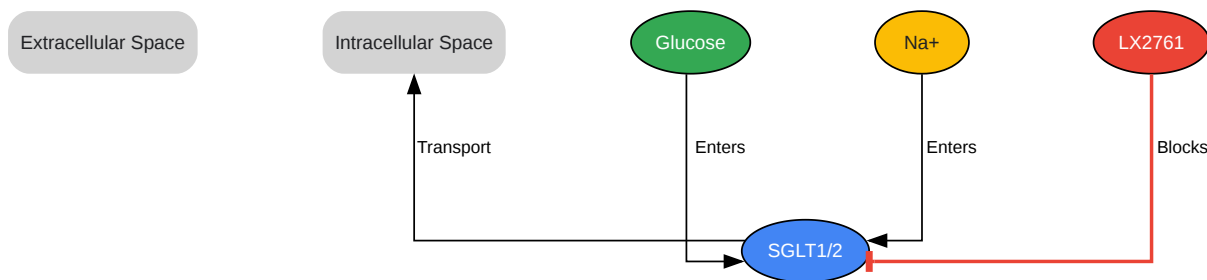 Extracellular Space
Intracellular Space
Glucose
Na+
LX2761
Transport
Enters
Enters
Blocks
SGLT1/2